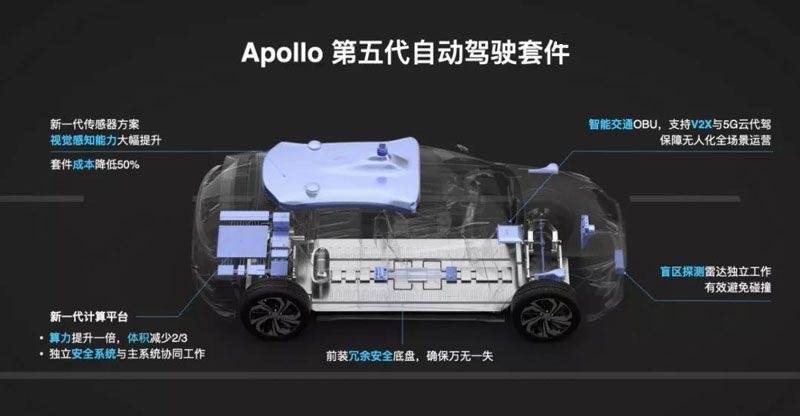 Apollo 第五代自动驾驶套件
新一代传感器方案
视觉感知能力大幅提升
套件成本降低50%
智能交通OBU，支持V2X与5G云代驾
保障无人化全场景运营
盲区探测雷达独立工作
有效避免碰撞
新一代计算平台
• 算力提升一倍，体积减少2/3
• 独立安全系统与主系统协同工作
前装冗余安全底盘，确保万无一失